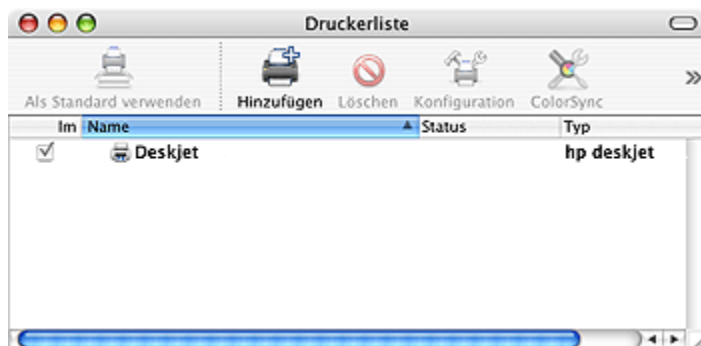 Druckerliste
Als Standard verwenden Hinzufügen Löschen Konfiguration ColorSync
Im Name Status Typ
Deskjet hp deskjet